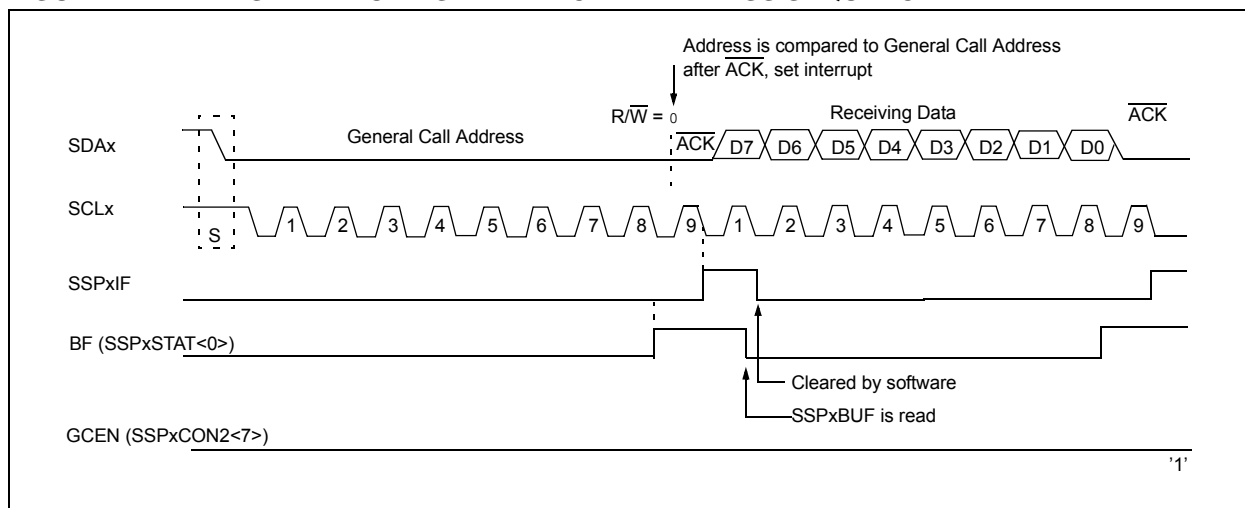 Address is compared to General Call Address
after ACK, set interrupt
R/W = 0
Receiving Data
ACK
General Call Address
SDAx
ACK
D7 D6 D5 D4 D3 D2 D1 D0
SCLx
S
1 2 3 4 5 6 7 8 9 1 2 3 4 5 6 7 8 9
SSPxIF
BF (SSPxSTAT<0>)
Cleared by software
SSPxBUF is read
GCEN (SSPxCON2<7>)
’1’